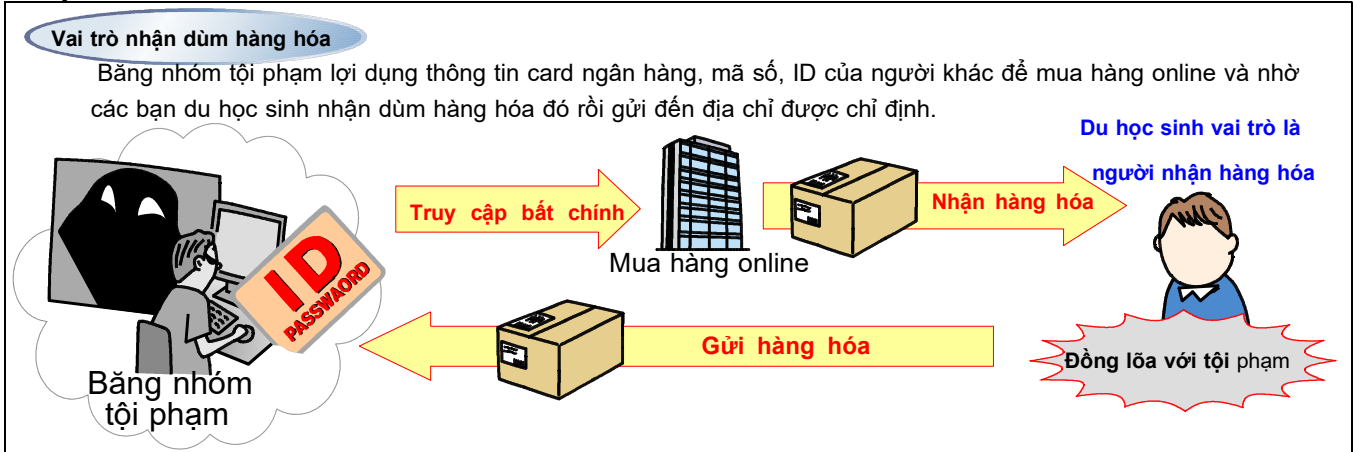 Vai trò nhận dùm hàng hóa
Băng nhóm tội phạm lợi dụng thông tin card ngân hàng, mã số, ID của người khác để mua hàng online và nhờ
các bạn du học sinh nhận dùm hàng hóa đó rồi gửi đến địa chỉ được chỉ định.
Du học sinh vai trò là
người nhận hàng hóa
Truy cập bất chính
Nhận hàng hóa
Mua hàng online
ID
PASSWAORD
Gửi hàng hóa
Đồng lõa với tội phạm
Băng nhóm
tội phạm